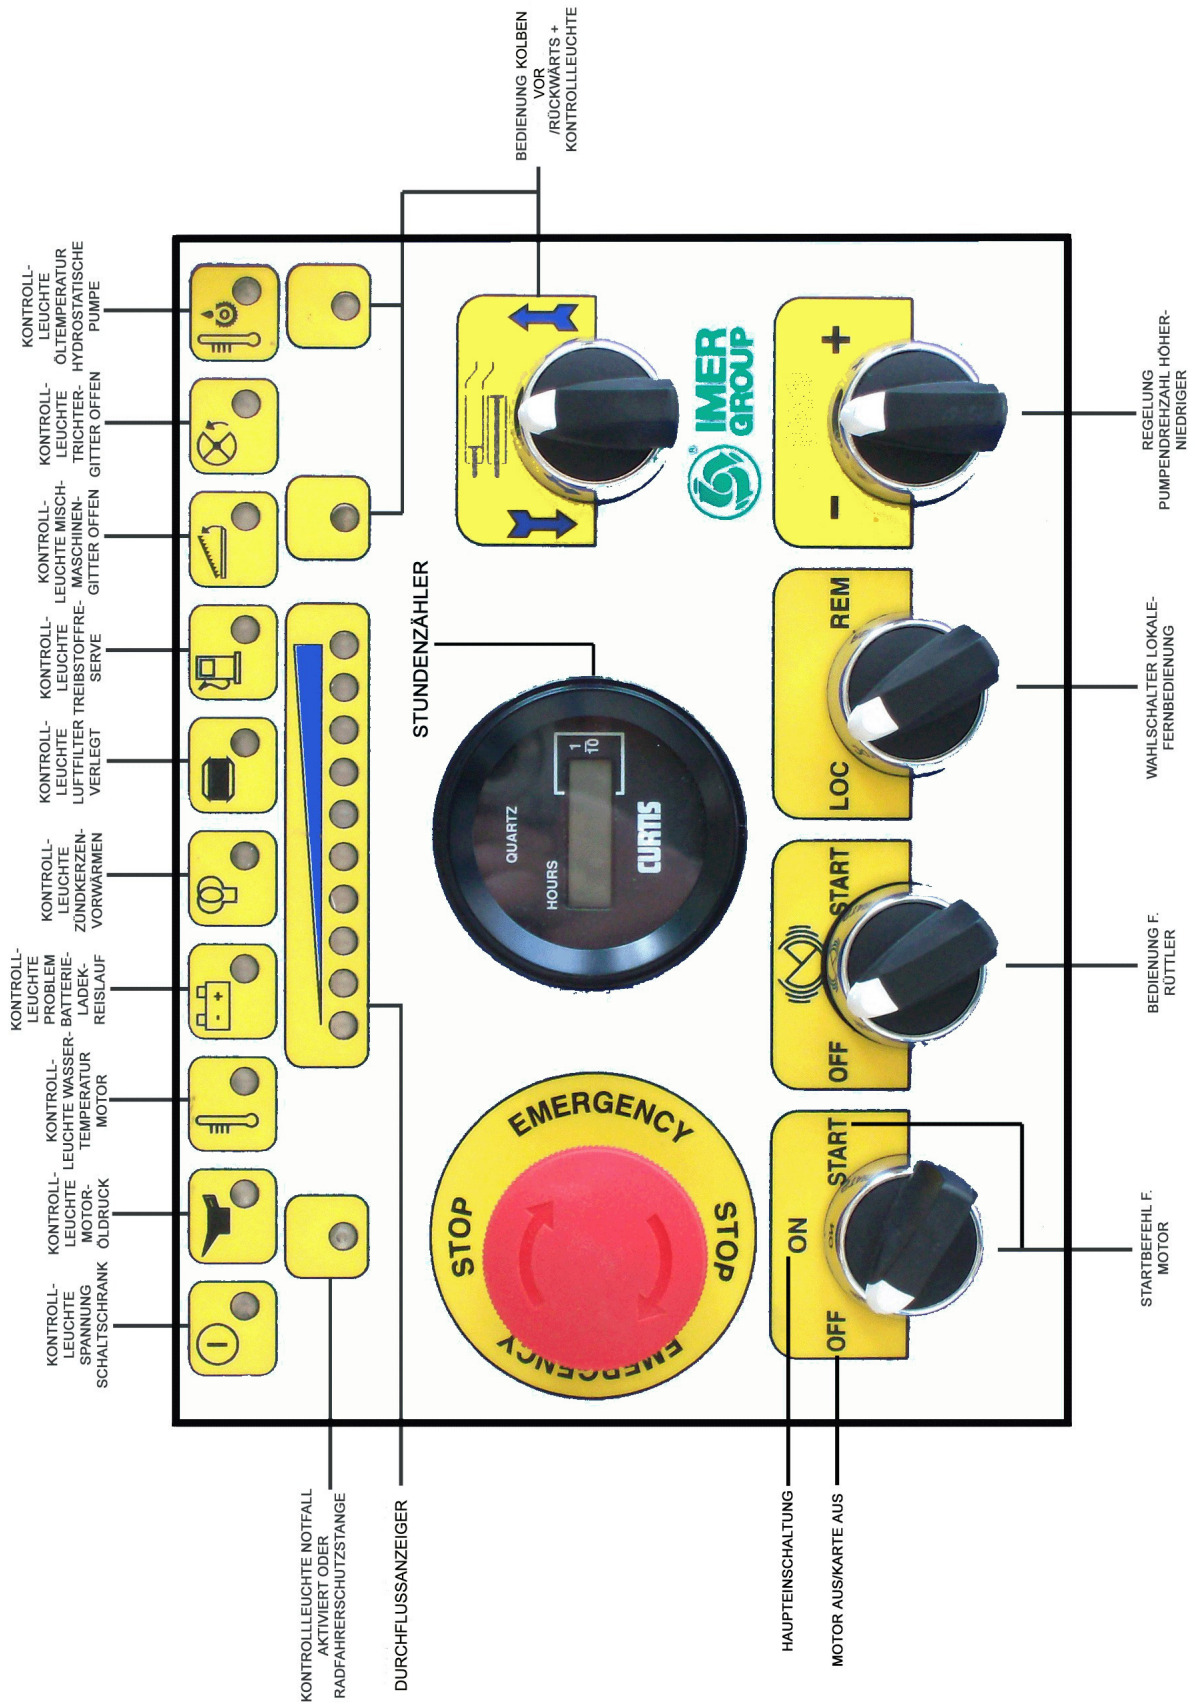 KONTROLL-
LEUCHTE
SPANNUNG
SCHALTSCHRANK
KONTROLL-
LEUCHTE
MOTOR-
ÖLDRUCK
KONTROLL-
LEUCHTE WASSER-
TEMPERATUR
MOTOR
KONTROLL-
LEUCHTE
PROBLEM
BATTERIE-
LADEK-
REISLAUF
KONTROLL-
LEUCHTE
ZÜNDKERZEN-
VORWÄRMEN
KONTROLL-
LEUCHTE
LUFTFILTER
VERLEGT
KONTROLL-
LEUCHTE
TREIBSTOFFRE-
SERVE
KONTROLL-
LEUCHTE MISCH-
MASCHINEN-
GITTER OFFEN
KONTROLL-
LEUCHTE
TRICHTER-
GITTER OFFEN
KONTROLL-
LEUCHTE
ÖLTEMPERATUR
HYDROSTATISCHE
PUMPE
KONTROLLLEUCHTE NOTFALL
AKTIVIERT ODER
RADFAHRERSCHUTZSTANGE
DURCHFLUSSANZEIGER
STUNDENZÄHLER
BEDIENUNG KOLBEN
VOR
/RÜCKWÄRTS +
KONTROLLLEUCHTE
EMERGENCY
STOP
STOP
EMERGENCY
QUARTZ
HOURS
1
10
CURTIS
®
IMER
GROUP
HAUPTEINSCHALTUNG
MOTOR AUS/KARTE AUS
ON
OFF
START
OFF
START
LOC
REM
-
+
STARTBEFEHL F.
MOTOR
BEDIENUNG F.
RÜTTLER
WAHLSCHALTER LOKALE-
FERNBEDIENUNG
REGELUNG
PUMPENDREHZAHL HÖHER-
NIEDRIGER